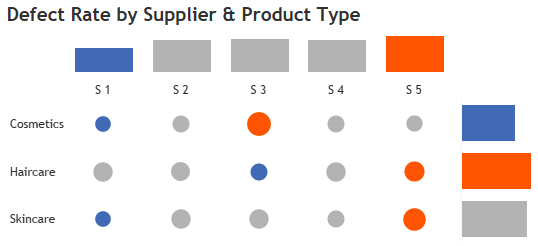 Defect Rate by Supplier & Product Type
S 1 S 2 S 3 S 4 S 5
Cosmetics
Haircare
Skincare